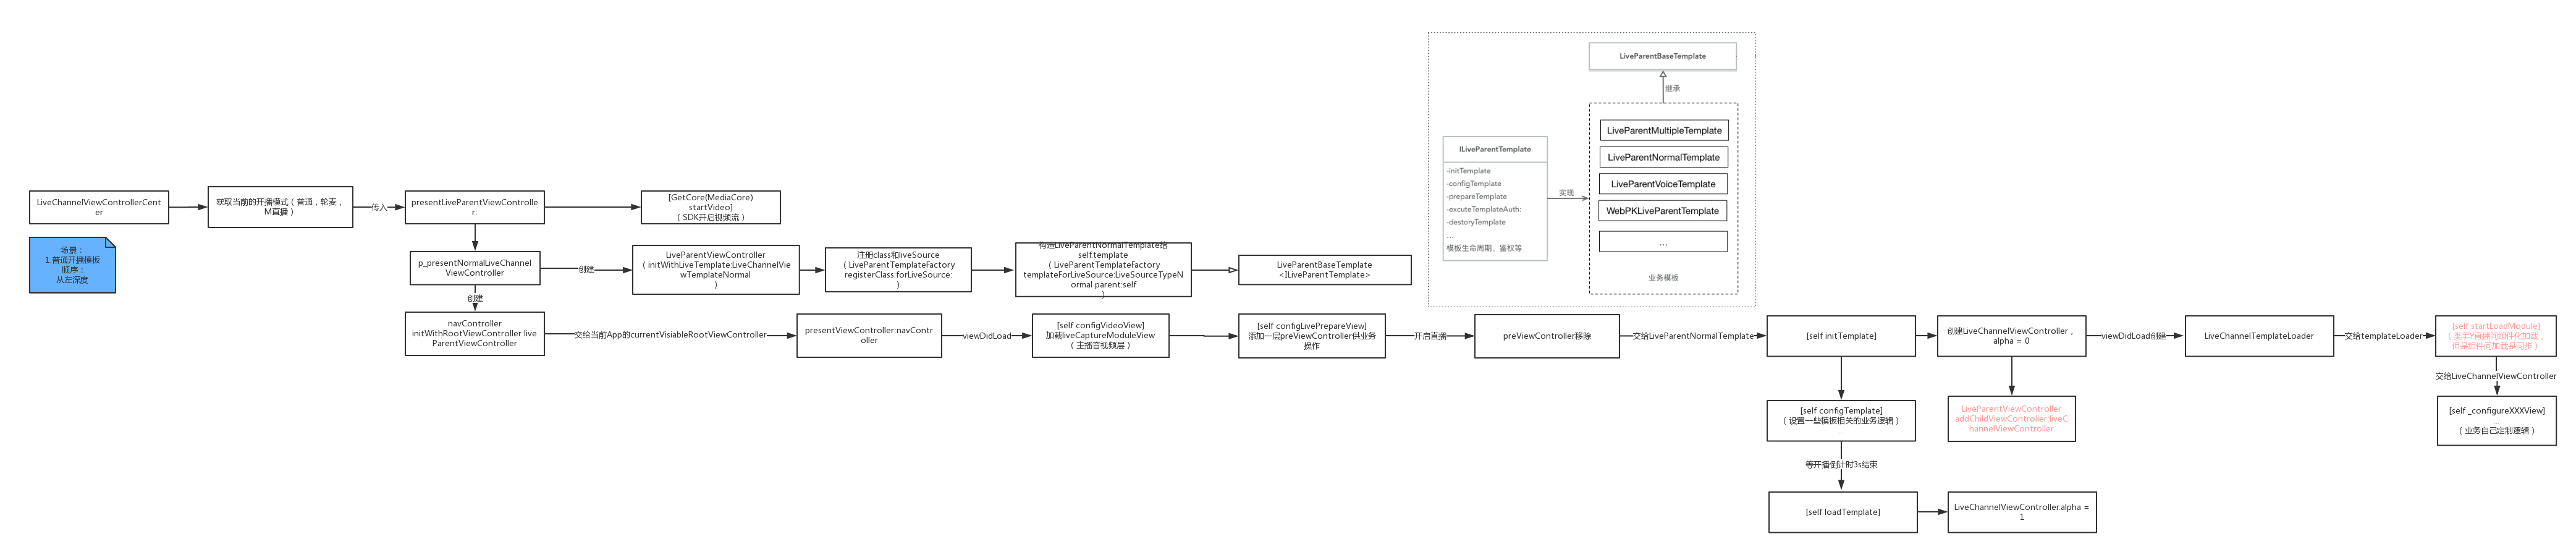 LiveParentBaseTemplate
继承
LiveParentMultipleTemplate
LiveParentNormalTemplate
LiveParentVoiceTemplate
WebPKLiveParentTemplate
...
业务模板
ILiveParentTemplate
-initTemplate
-configTemplate
-prepareTemplate
-excuteTemplateAuth:
-destoryTemplate
...
模板生命周期、鉴权等
实现
LiveChannelViewControllerCent
er
获取当前的开播模式（普通，轮麦，
M直播）
传入
presentLiveParentViewControlle
r:
[GetCore(MediaCore)
startVideo]
（SDK开启视频流）
场景：
1.普通开播模板
顺序：
从左深度
p_presentNormalLiveChannel
ViewController
创建
LiveParentViewController
（initWithLiveTemplate:LiveChannelVie
wTemplateNormal
）
注册class和liveSource
（LiveParentTemplateFactory
registerClass:forLiveSource:
）
构造LiveParentNormalTemplate给
self.template
（LiveParentTemplateFactory
templateForLiveSource:LiveSourceTypeN
ormal parent:self
）
LiveParentBaseTemplate
<ILiveParentTemplate>
创建
navController
initWithRootViewController:live
ParentViewController
交给当前App的currentVisiableRootViewController
presentViewController:navContr
oller
viewDidLoad
[self configVideoView]
加载liveCaptureModuleView
（主播音视频层）
[self configLivePrepareView]
添加一层preViewController供业务
操作
开启直播
preViewController移除
交给LiveParentNormalTemplate
[self initTemplate]
创建LiveChannelViewController，
alpha = 0
viewDidLoad创建
LiveChannelTemplateLoader
交给templateLoader
[self startLoadModule]
（类手Y直播间组件化加载，
但是组件间加载是同步）
交给LiveChannelViewController
[self _configureXXXView]
...
（业务自己定制逻辑）
[self configTemplate]
（设置一些模板相关的业务逻辑）
...
LiveParentViewController
addChildViewController:liveC
hannelViewController
等开播倒计时3s结束
[self loadTemplate]
LiveChannelViewController.alpha =
1